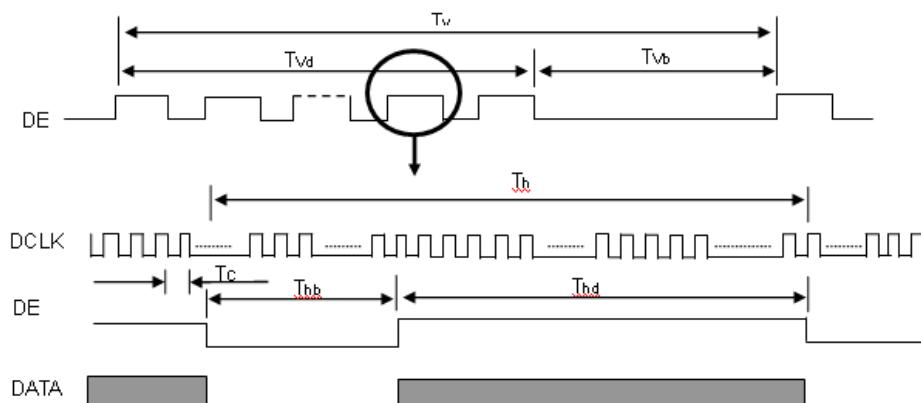 Tv
Tvd
Tvb
DE
Th
DCLK
Tc
Thb
Thd
DE
DATA